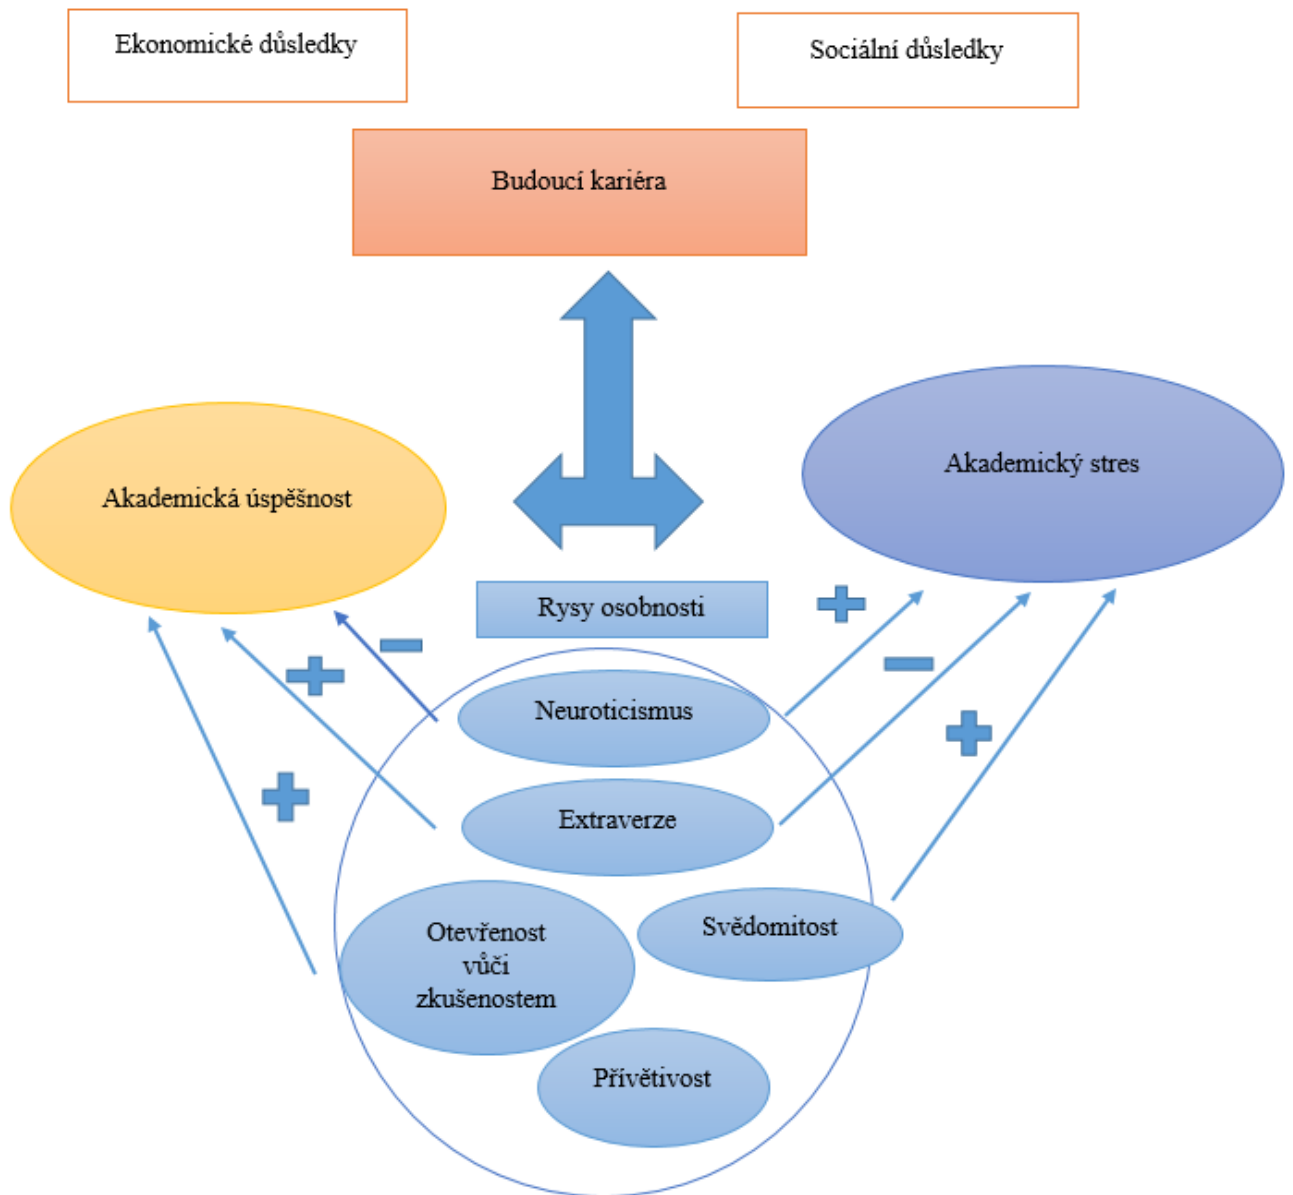 Ekonomické důsledky
Sociální důsledky
Budoucí kariéra
Akademická úspěšnost
Akademický stres
Rysy osobnosti
Neuroticismus
Extraverze
Otevřenost
vůči
zkušenostem
Svědomitost
Přívětivost